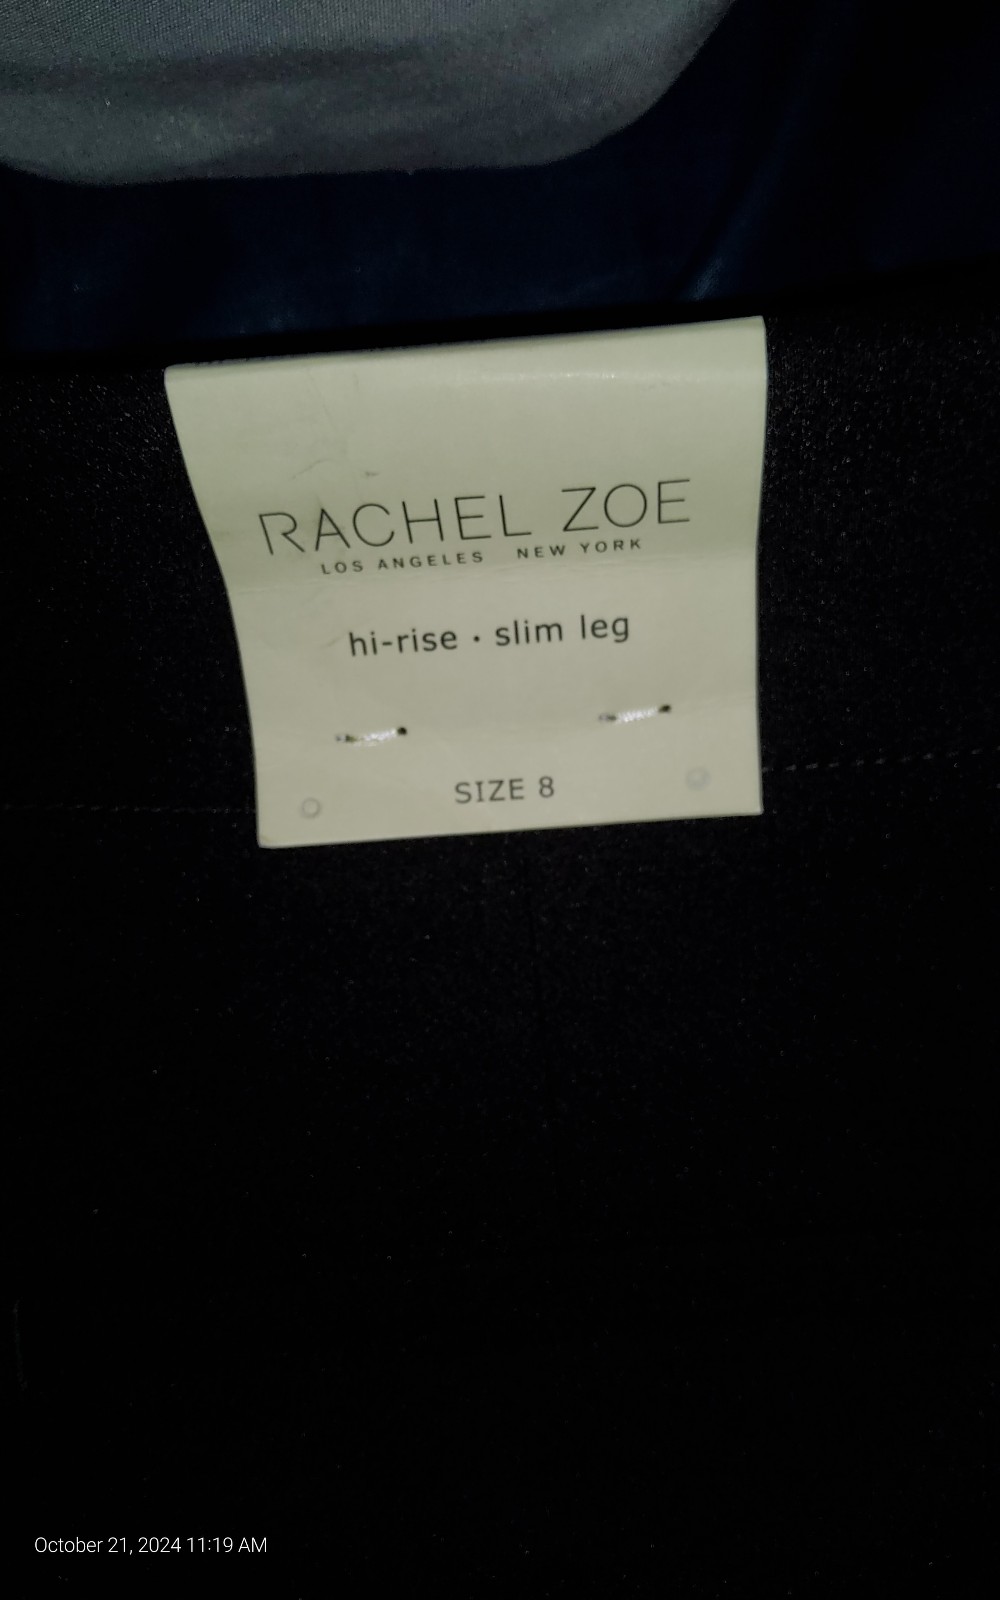 RACHEL ZOE
LOS ANGELES NEW YORK
hi-rise • slim leg
SIZE 8
October 21, 2024 11:19 AM